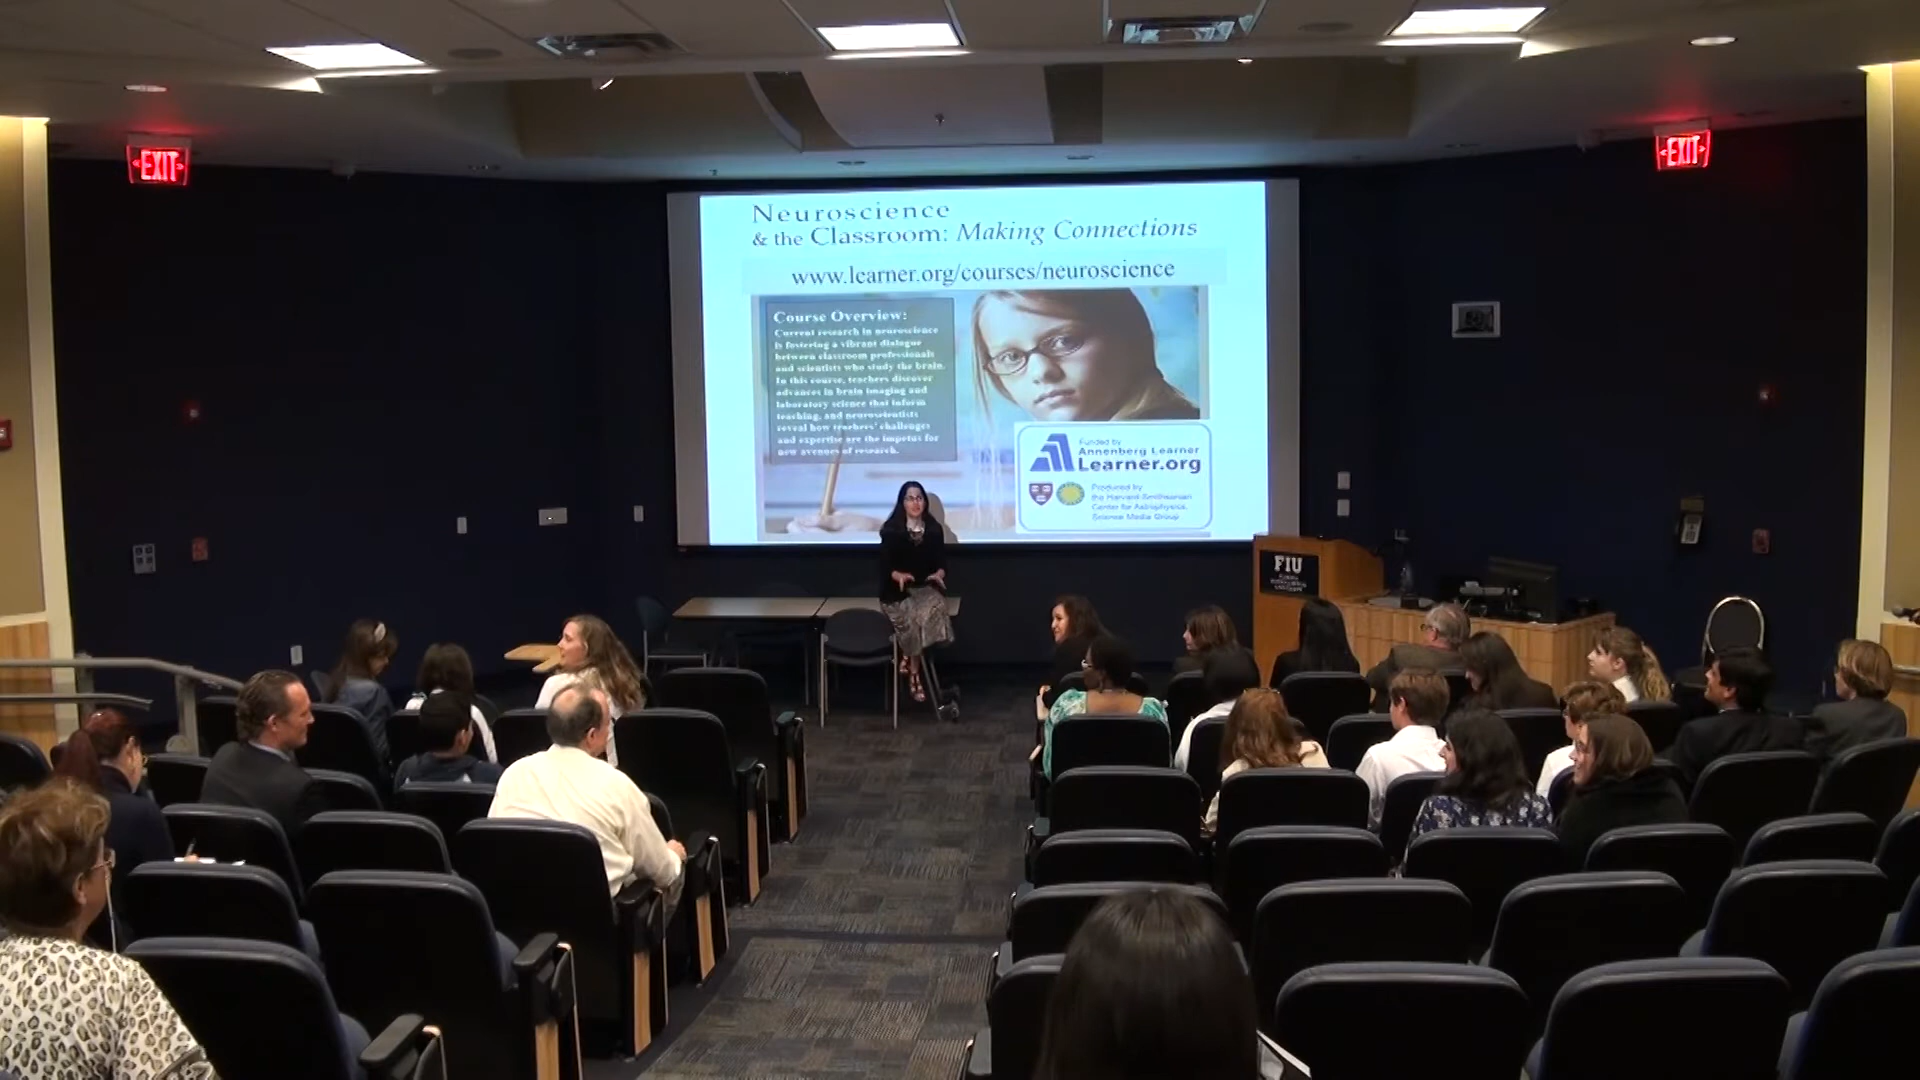 EXIT
EXIT
Neuroscience
& the Classroom: Making Connections
www.learner.org/courses/neuroscience
Course Overview:
Current research in neuroscience
is fostering a vibrant dialogue
between classroom professionals
and scientists who study the brain.
In this course, teachers discover
advances in brain imaging and
laboratory science that inform
teaching, and neuroscientists
reveal how teachers' challenges
and expertise are the impetus for
new avenues of research.
Funded by
Annenberg Learner
Learner.org
Produced by
the Harvard-Smithsonian
Center for Astrophysics,
Science Media Group
FIU
FLORIDA
INTERNATIONAL
UNIVERSITY